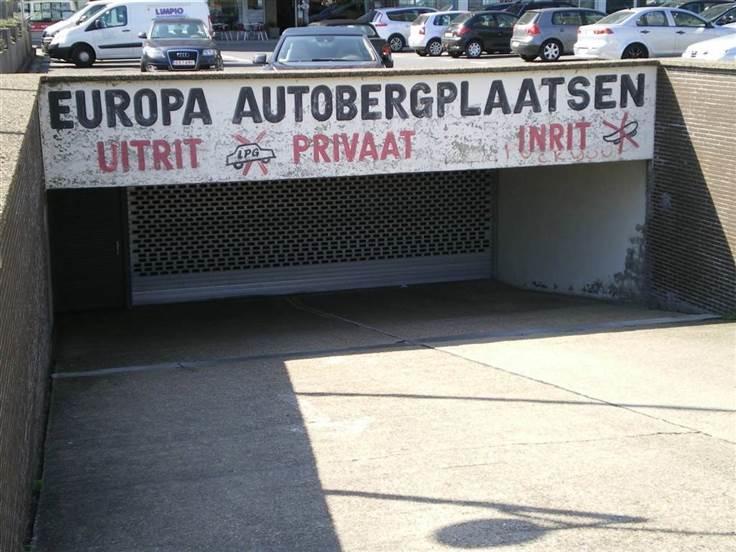 LIMPIO
EUROPA AUTOBERGPLAATSEN
UITRIT LPG PRIVAAT INRIT